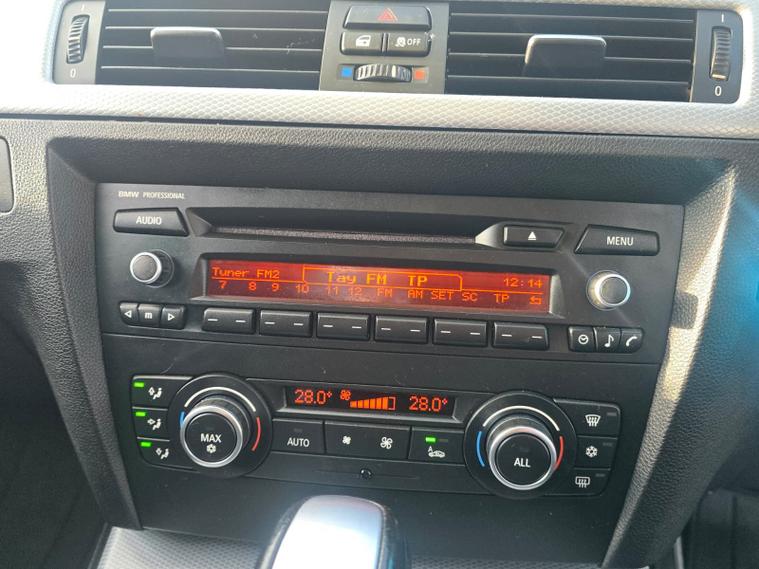 OFF
I
0
0
BMW PROFESSIONAL
AUDIO
MENU
Tuner FM2 Tay FM TP 12:14
7 8 9 10 11 12 FM AM SET SC TP
m
28.0° 28.0°
MAX
AUTO
A
ALL